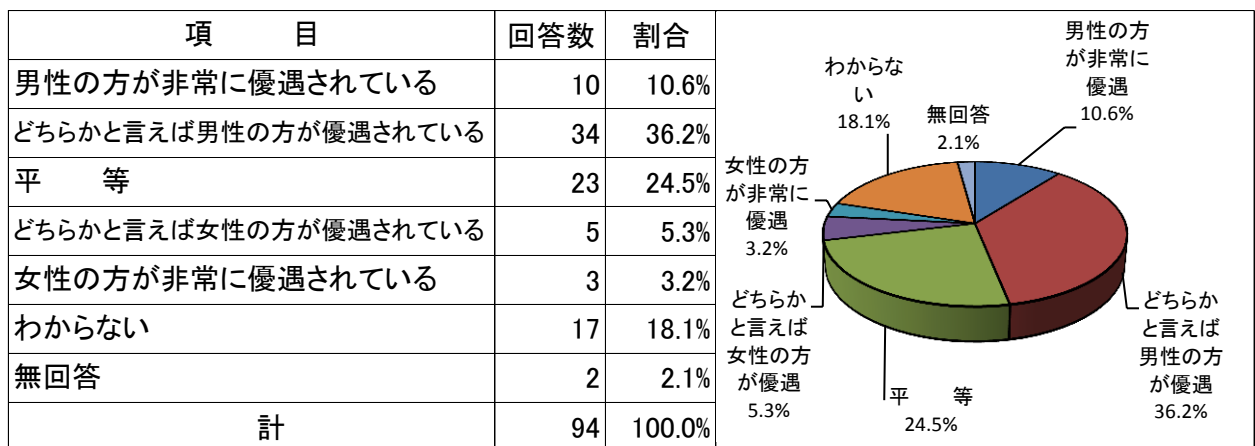 項　　目 回答数 割合
男性の方が非常に優遇されている 10 10.6%
どちらかと言えば男性の方が優遇されている 34 36.2%
平　　等 23 24.5%
どちらかと言えば女性の方が優遇されている 5 5.3%
女性の方が非常に優遇されている 3 3.2%
わからない 17 18.1%
無回答 2 2.1%
計 94 100.0%
男性の方
が非常に
優遇
10.6%
どちらか
と言えば
男性の方
が優遇
36.2%
平　　等
24.5%
どちらか
と言えば
女性の方
が優遇
5.3%
女性の方
が非常に
優遇
3.2%
わからな
い
18.1%
無回答
2.1%